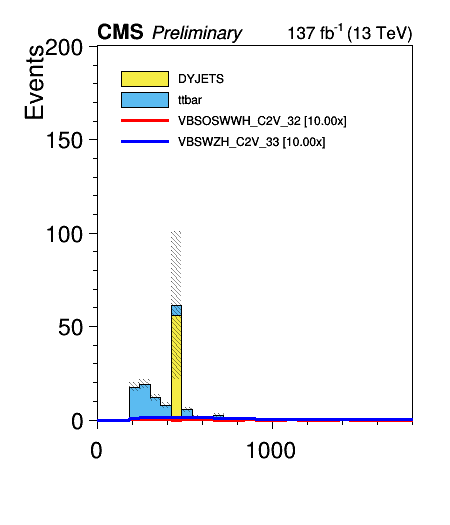 CMS Preliminary 137 fb-1 (13 TeV)
Events
200
150
100
50
0
DYJETS
ttbar
VBSOSWWH_C2V_32 [10.00x]
VBSWZH_C2V_33 [10.00x]
0 1000